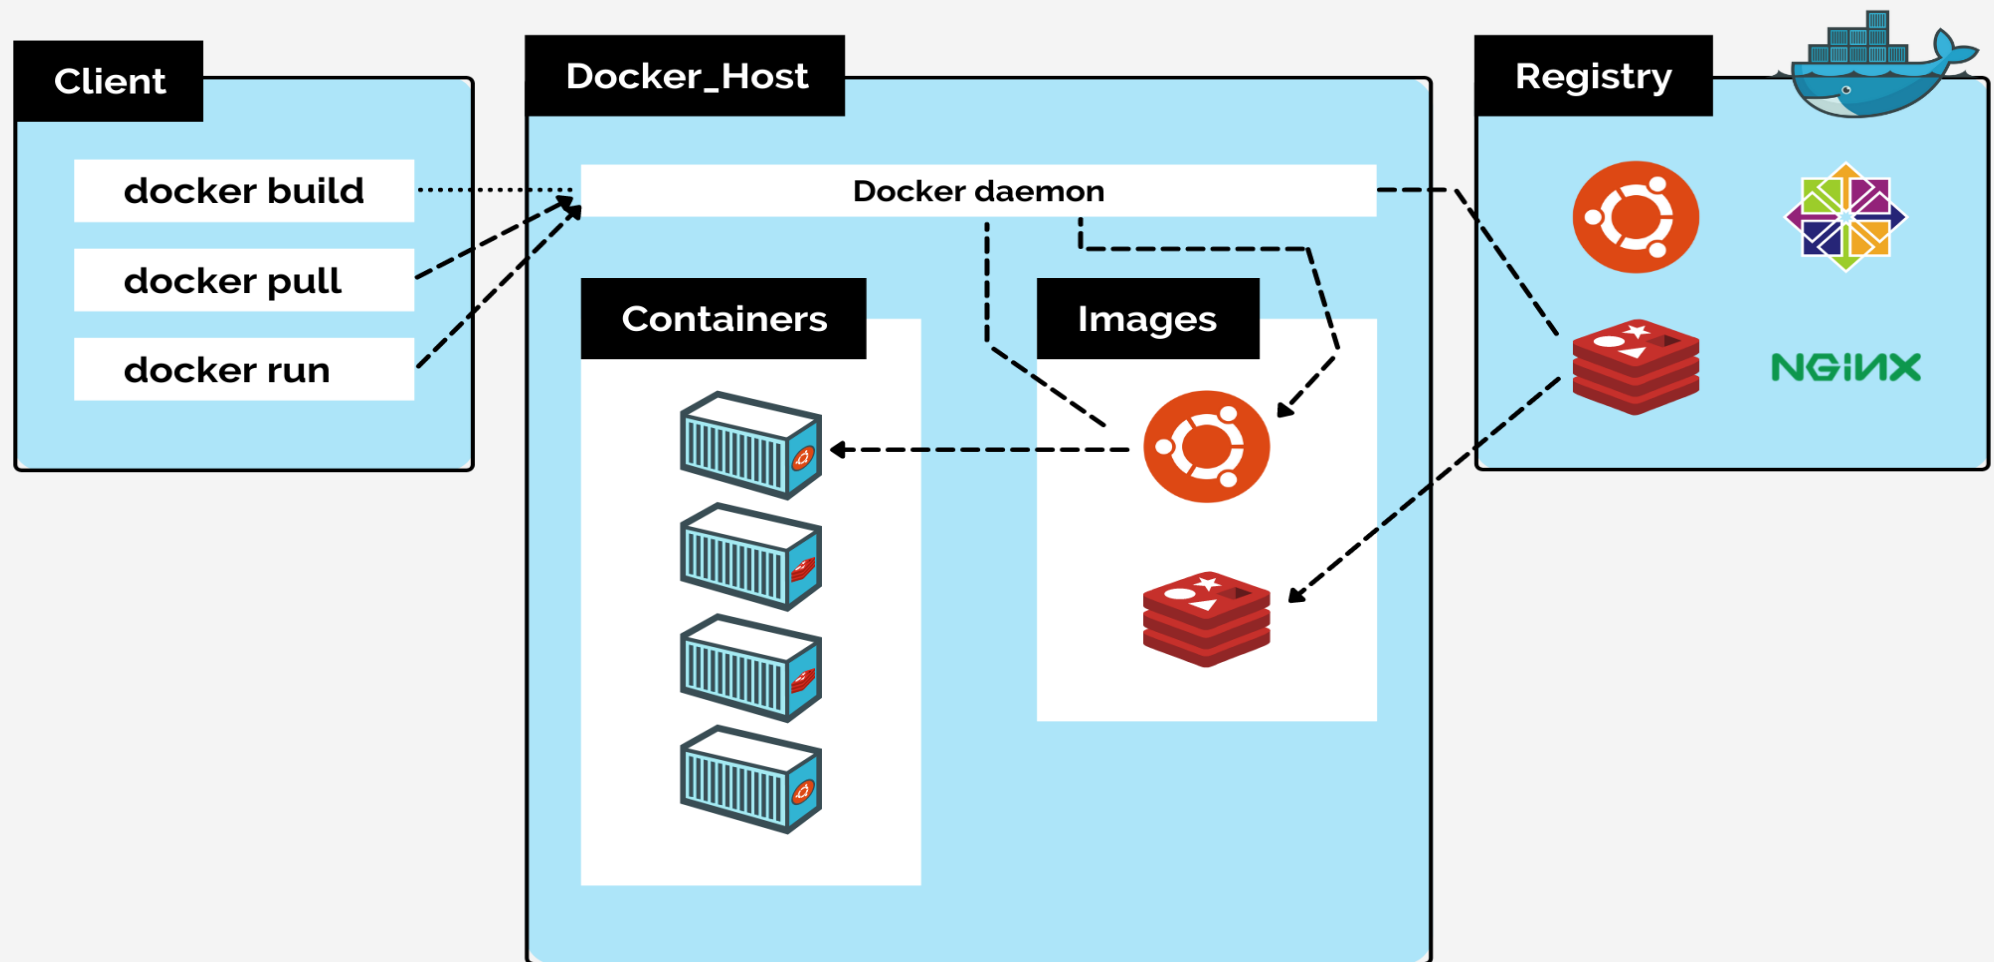 Client
docker build
docker pull
docker run
Docker_Host
Docker daemon
Containers
Images
Registry
NGiNX